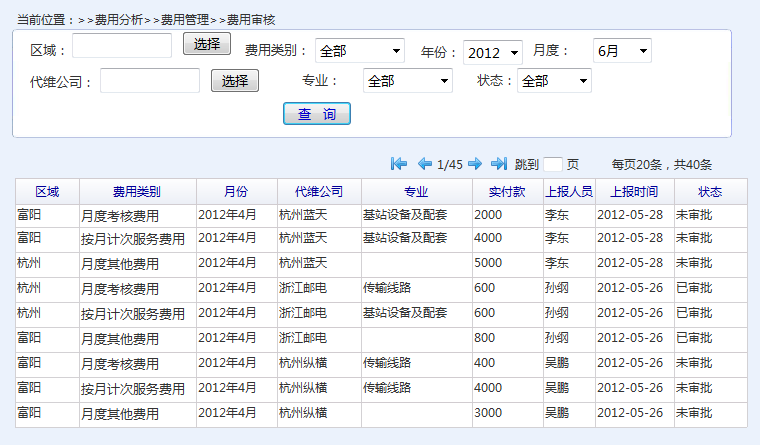 当前位置：>>费用分析>>费用管理>>费用审核
区域： 选择 费用类别： 全部 年份： 2012 月度： 6月
代维公司： 选择 专业： 全部 状态： 全部
查 询
1/45 跳到 页 每页20条，共40条
区域 费用类别 月份 代维公司 专业 实付款 上报人员 上报时间 状态
富阳 月度考核费用 2012年4月 杭州蓝天 基站设备及配套 2000 李东 2012-05-28 未审批
富阳 按月计次服务费用 2012年4月 杭州蓝天 基站设备及配套 4000 李东 2012-05-28 未审批
杭州 月度其他费用 2012年4月 杭州蓝天 5000 李东 2012-05-28 未审批
杭州 月度考核费用 2012年4月 浙江邮电 传输线路 600 孙纲 2012-05-26 已审批
杭州 按月计次服务费用 2012年4月 浙江邮电 基站设备及配套 600 孙纲 2012-05-26 已审批
富阳 月度其他费用 2012年4月 浙江邮电 800 孙纲 2012-05-26 已审批
富阳 月度考核费用 2012年4月 杭州纵横 传输线路 400 吴鹏 2012-05-26 未审批
富阳 按月计次服务费用 2012年4月 杭州纵横 传输线路 4000 吴鹏 2012-05-26 未审批
富阳 月度其他费用 2012年4月 杭州纵横 3000 吴鹏 2012-05-26 未审批